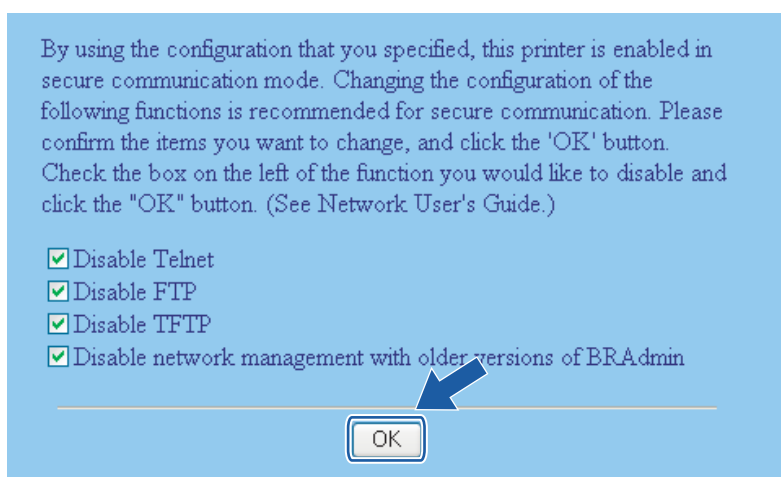 By using the configuration that you specified, this printer is enabled in
secure communication mode. Changing the configuration of the
following functions is recommended for secure communication. Please
confirm the items you want to change, and click the 'OK' button.
Check the box on the left of the function you would like to disable and
click the "OK" button. (See Network User's Guide.)
Disable Telnet
Disable FTP
Disable TFTP
Disable network management with older versions of BRAdmin
OK